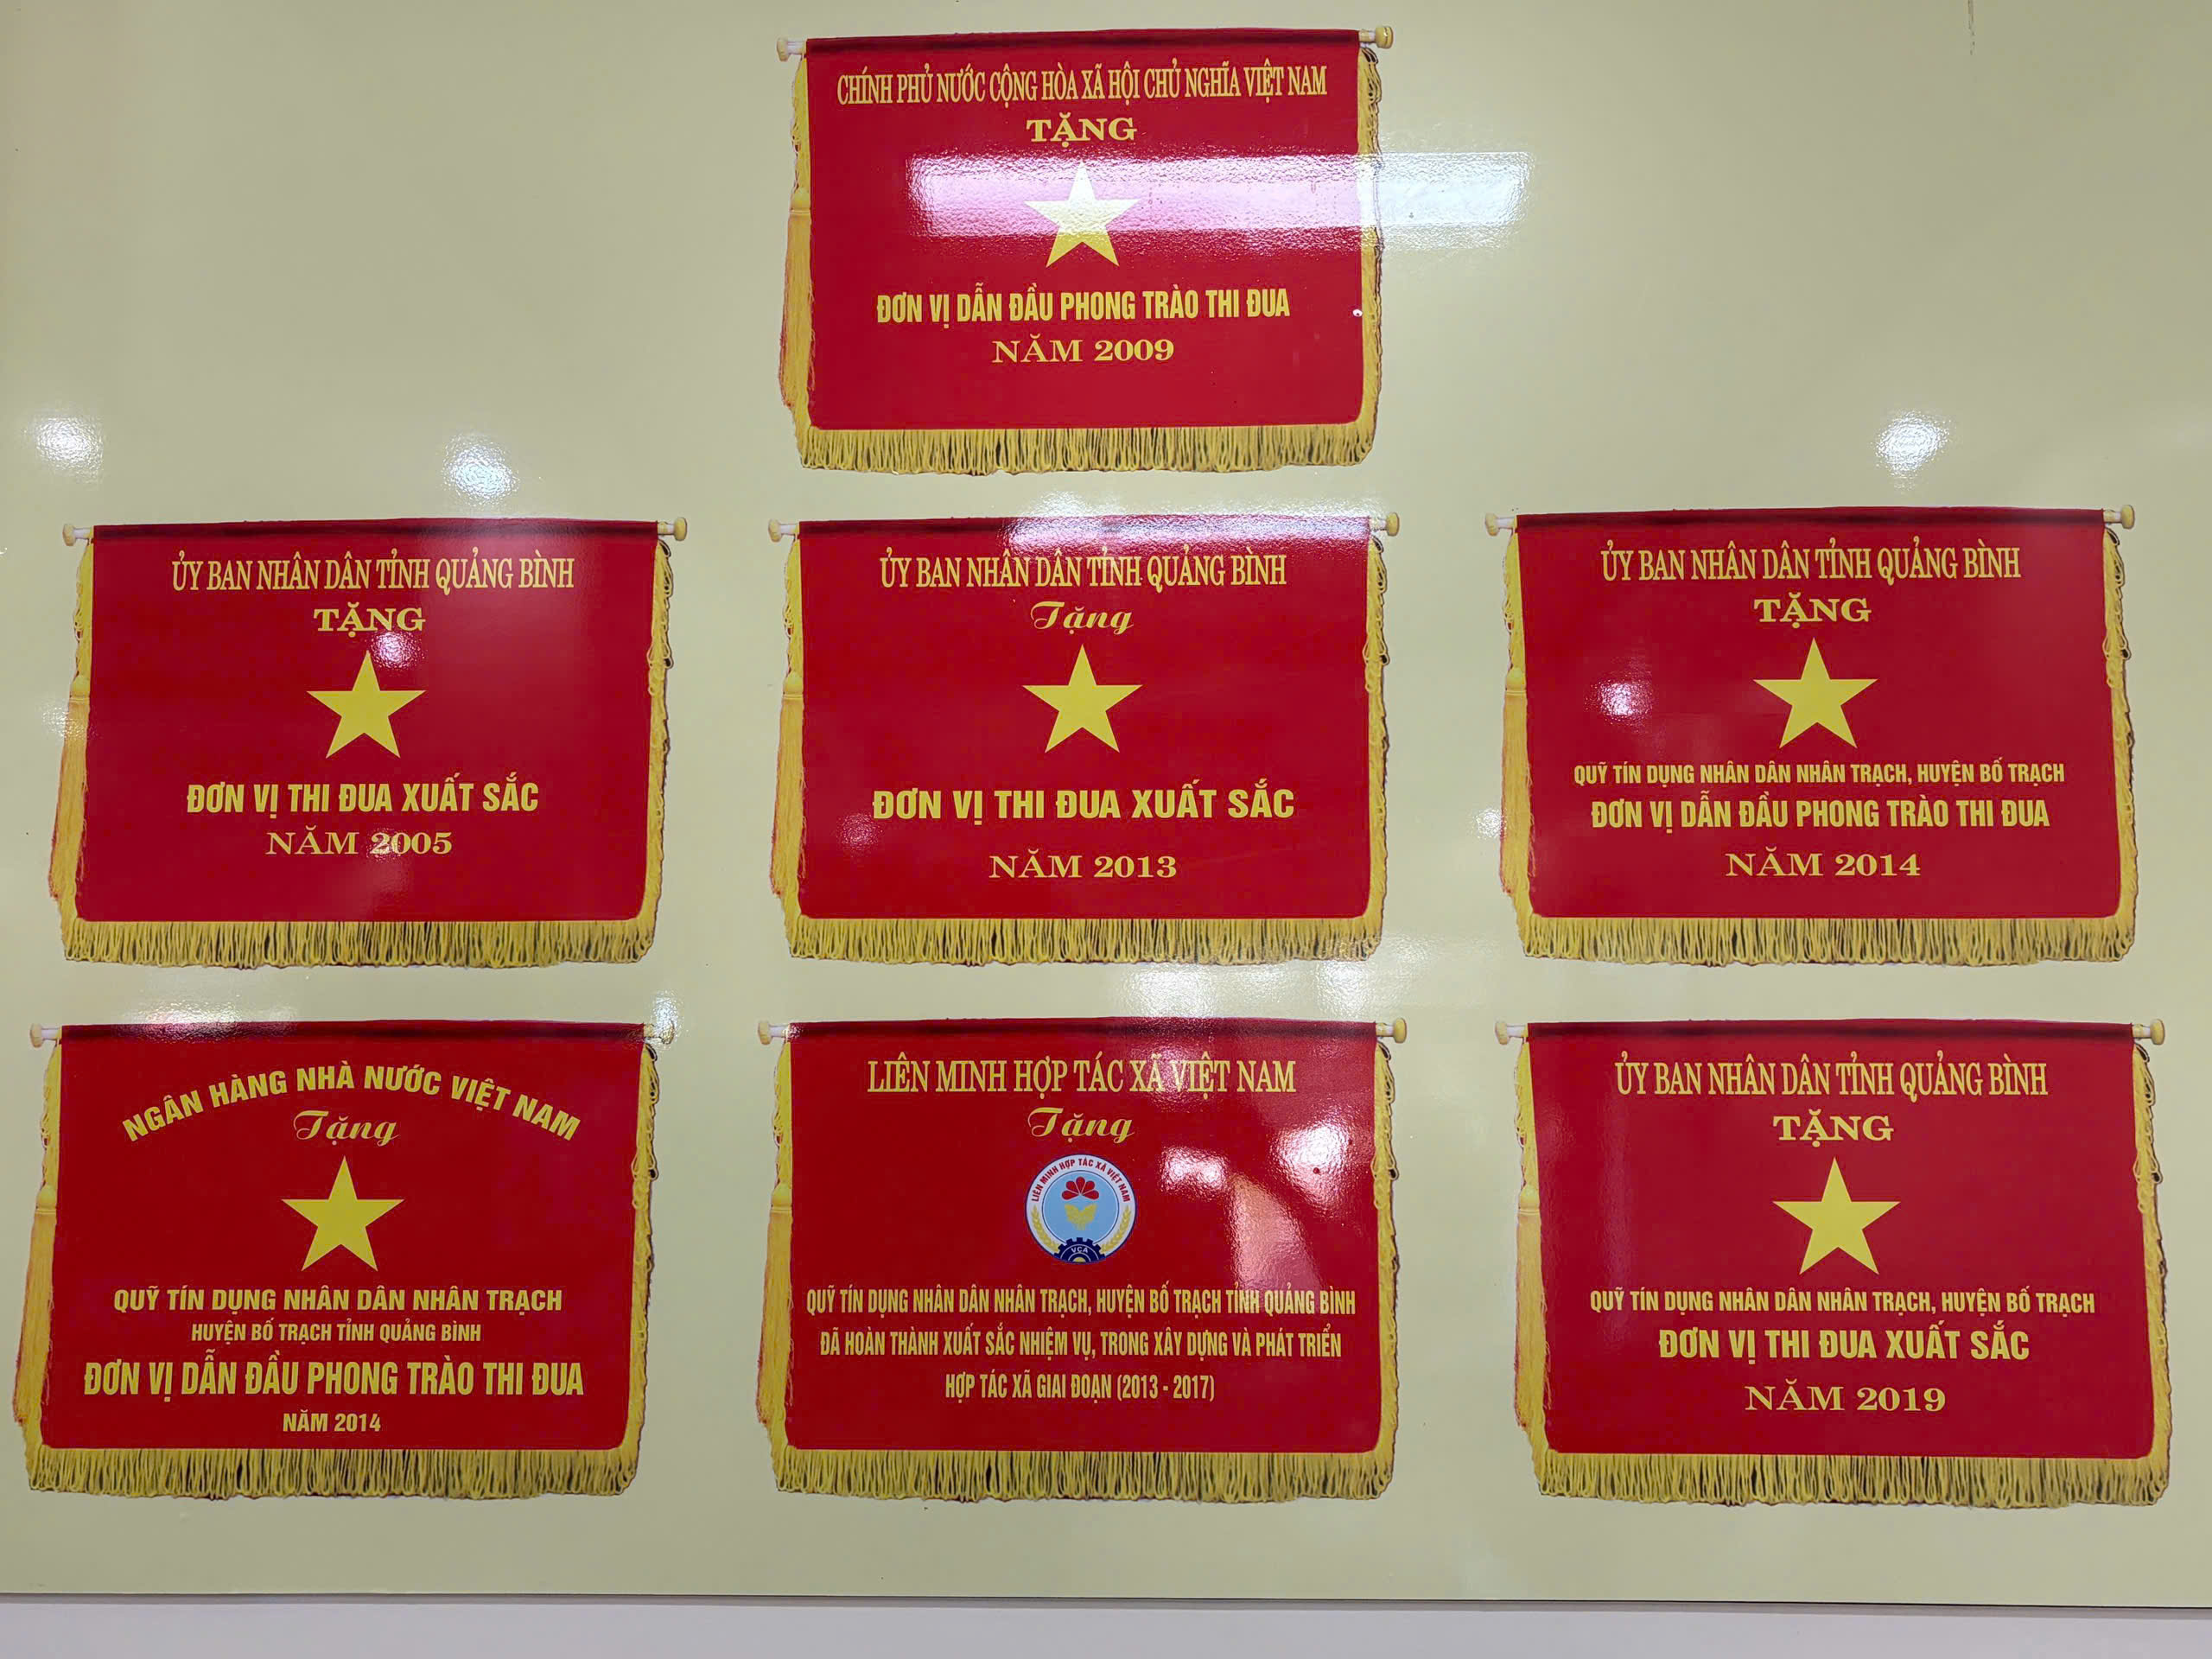 CHÍNH PHỦ NƯỚC CỘNG HÒA XÃ HỘI CHỦ NGHĨA VIỆT NAM
TẶNG
ĐƠN VỊ DẪN ĐẦU PHONG TRÀO THI ĐUA
NĂM 2009
ỦY BAN NHÂN DÂN TỈNH QUẢNG BÌNH
TẶNG
ĐƠN VỊ THI ĐUA XUẤT SẮC
NĂM 2005
ỦY BAN NHÂN DÂN TỈNH QUẢNG BÌNH
Tặng
ĐƠN VỊ THI ĐUA XUẤT SẮC
NĂM 2013
ỦY BAN NHÂN DÂN TỈNH QUẢNG BÌNH
TẶNG
QUỸ TÍN DỤNG NHÂN DÂN NHÂN TRẠCH, HUYỆN BỐ TRẠCH
ĐƠN VỊ DẪN ĐẦU PHONG TRÀO THI ĐUA
NĂM 2014
NGÂN HÀNG NHÀ NƯỚC VIỆT NAM
Tặng
QUỸ TÍN DỤNG NHÂN DÂN NHÂN TRẠCH
HUYỆN BỐ TRẠCH TỈNH QUẢNG BÌNH
ĐƠN VỊ DẪN ĐẦU PHONG TRÀO THI ĐUA
NĂM 2014
LIÊN MINH HỢP TÁC XÃ VIỆT NAM
Tặng
LIÊN MINH HỢP TÁC XÃ VIỆT NAM
VCA
QUỸ TÍN DỤNG NHÂN DÂN NHÂN TRẠCH, HUYỆN BỐ TRẠCH TỈNH QUẢNG BÌNH
ĐÃ HOÀN THÀNH XUẤT SẮC NHIỆM VỤ, TRONG XÂY DỰNG VÀ PHÁT TRIỂN
HỢP TÁC XÃ GIAI ĐOẠN (2013 - 2017)
ỦY BAN NHÂN DÂN TỈNH QUẢNG BÌNH
TẶNG
QUỸ TÍN DỤNG NHÂN DÂN NHÂN TRẠCH, HUYỆN BỐ TRẠCH
ĐƠN VỊ THI ĐUA XUẤT SẮC
NĂM 2019